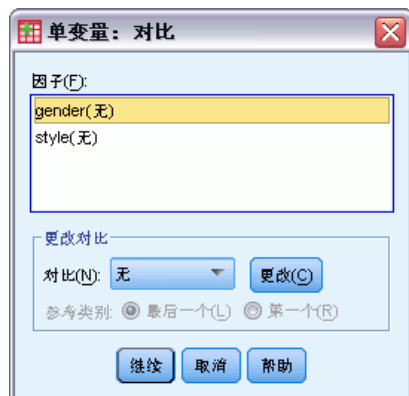 单变量：对比
因子(F):
gender(无)
style(无)
更改对比
对比(N): 无 更改(C)
参考类别: 最后一个(L) 第一个(R)
继续 取消 帮助